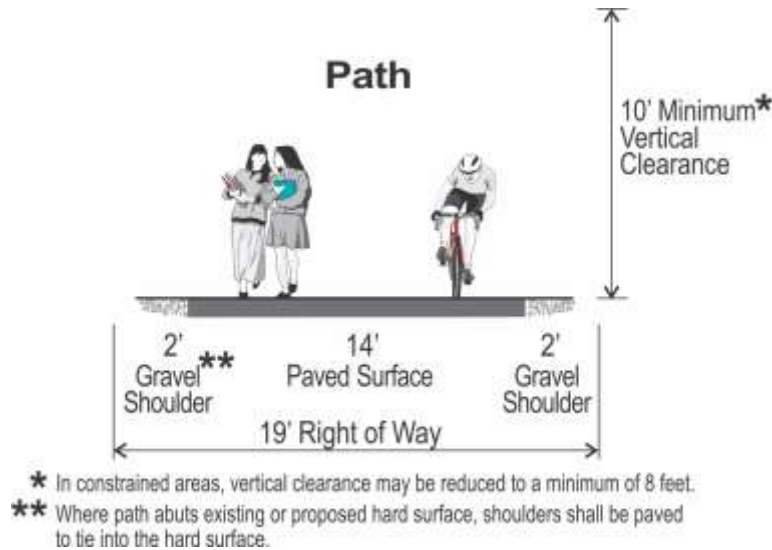 Path
10' Minimum*
Vertical
Clearance
2'
Gravel**
Shoulder
14'
Paved Surface
2'
Gravel
Shoulder
19' Right of Way
* In constrained areas, vertical clearance may be reduced to a minimum of 8 feet.
** Where path abuts existing or proposed hard surface, shoulders shall be paved
to tie into the hard surface.